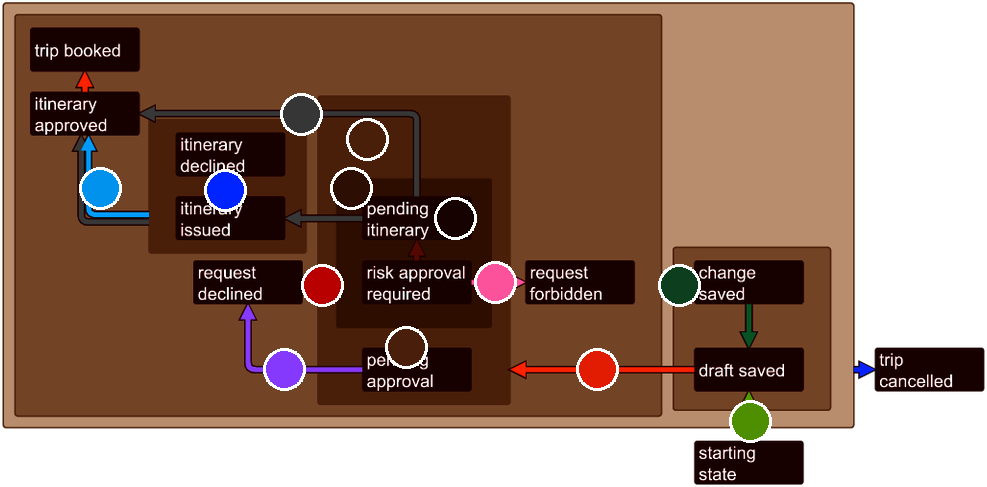 trip booked
itinerary
approved
itinerary
declined
itinerary
issued
pending
itinerary
request
declined
risk approval
required
request
forbidden
change
saved
pending
approval
draft saved
trip
cancelled
starting
state